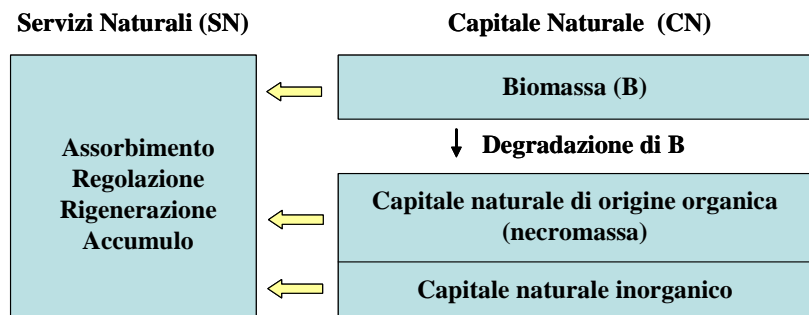 Servizi Naturali (SN)
Capitale Naturale (CN)
Assorbimento
Regolazione
Rigenerazione
Accumulo
Biomassa (B)
Degradazione di B
Capitale naturale di origine organica
(necromassa)
Capitale naturale inorganico